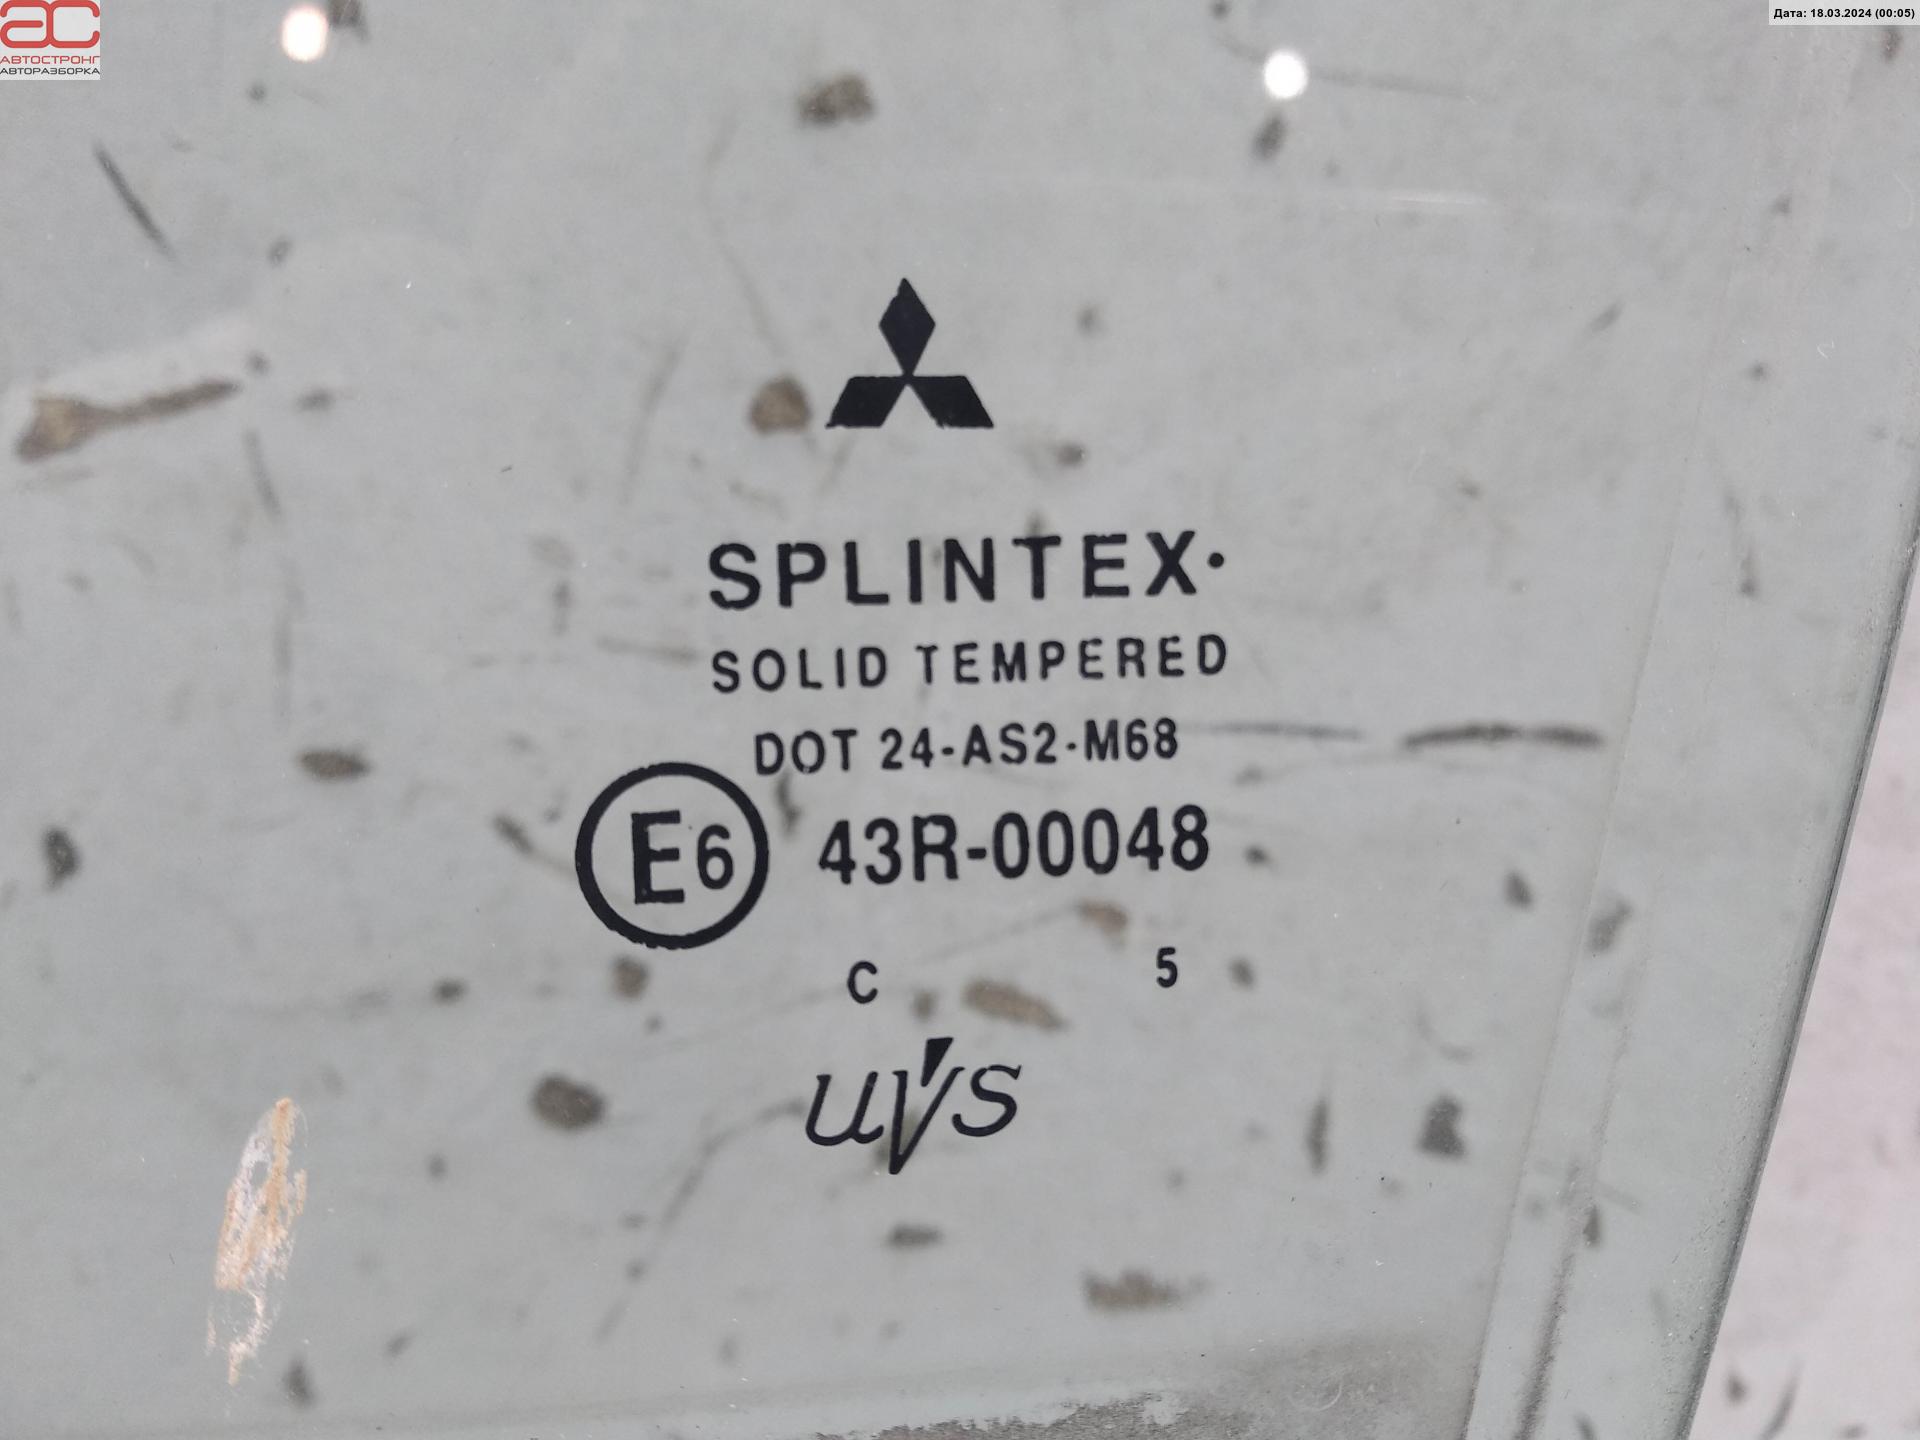 АВТОСТРОНГ
АВТОРАЗБОРКА
Дата: 18.03.2024 (00:05)
SPLINTEX·
SOLID TEMPERED
DOT 24-AS2·M68
E6 43R-00048
C 5
uVs